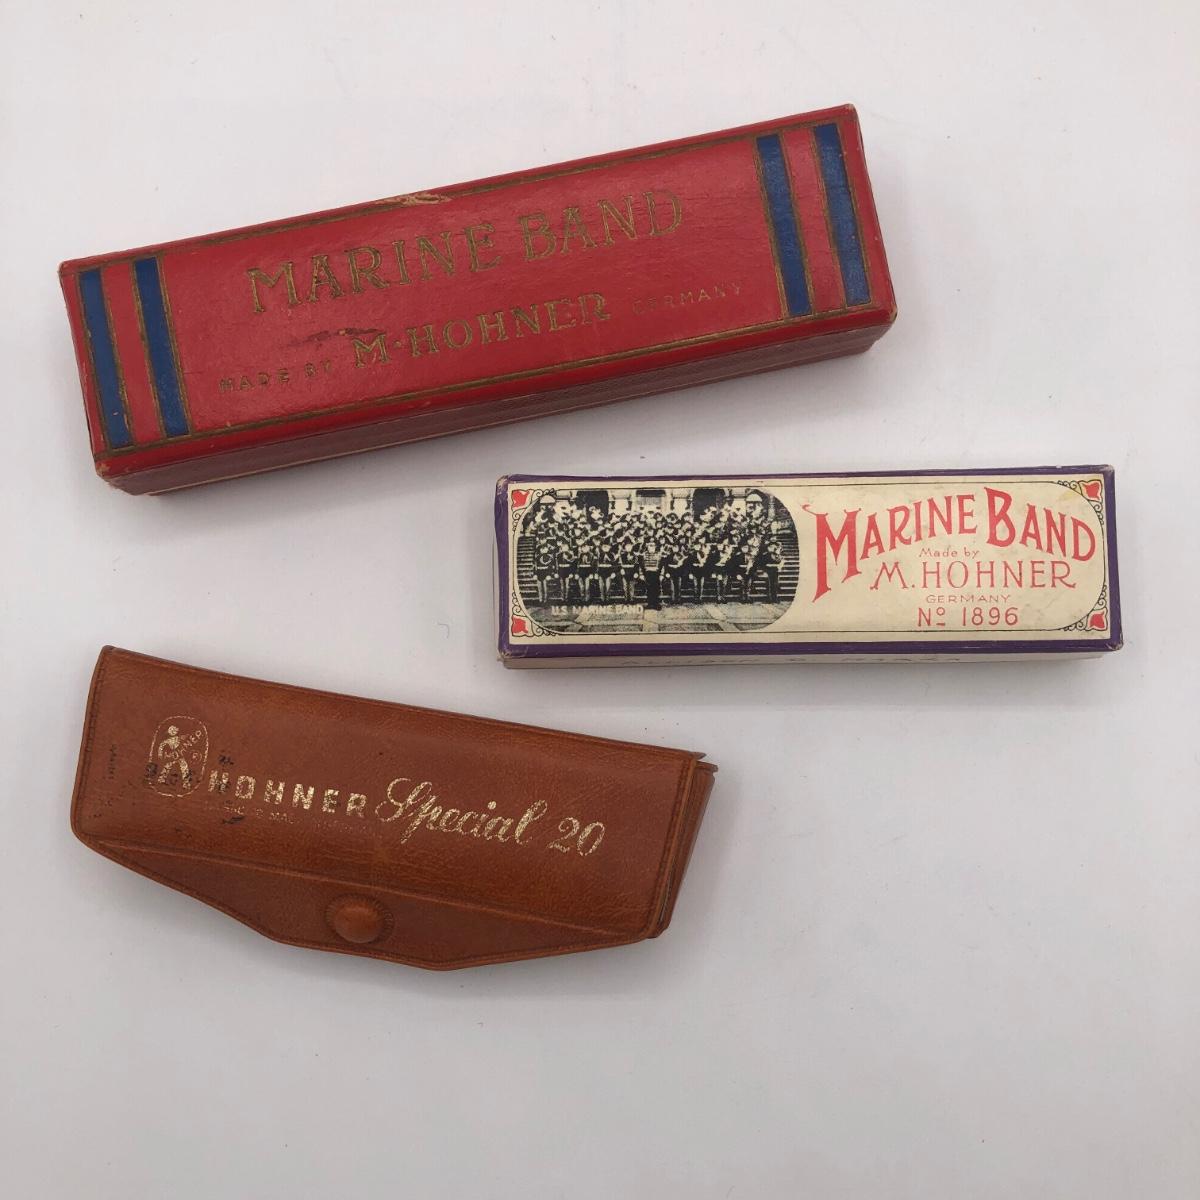 MARINE BAND
MADE BY M·HOHNER GERMANY
U.S. MARINE BAND
MARINE BAND
Made by
M. HOHNER
GERMANY
Nº 1896
HOHNER
HOHNER Special 20